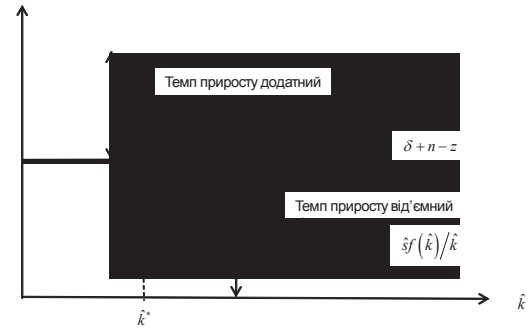 Темп приросту додатний
δ + n − z
Темп приросту від’ємний
ŝf(k̂)/k̂
k̂
k̂*